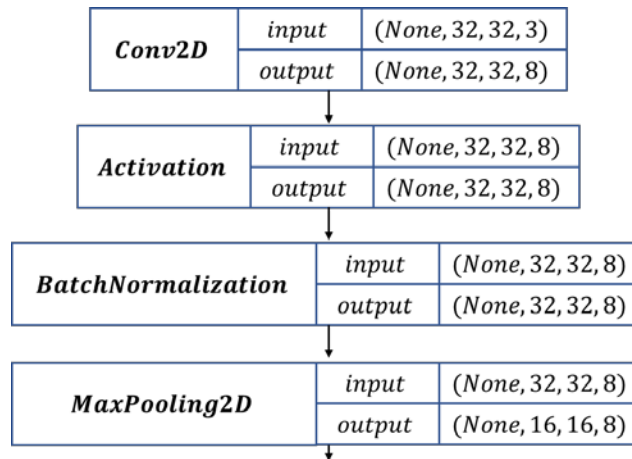 Conv2D
input (None, 32, 32, 3)
output (None, 32, 32, 8)
Activation
input (None, 32, 32, 8)
output (None, 32, 32, 8)
BatchNormalization
input (None, 32, 32, 8)
output (None, 32, 32, 8)
MaxPooling2D
input (None, 32, 32, 8)
output (None, 16, 16, 8)